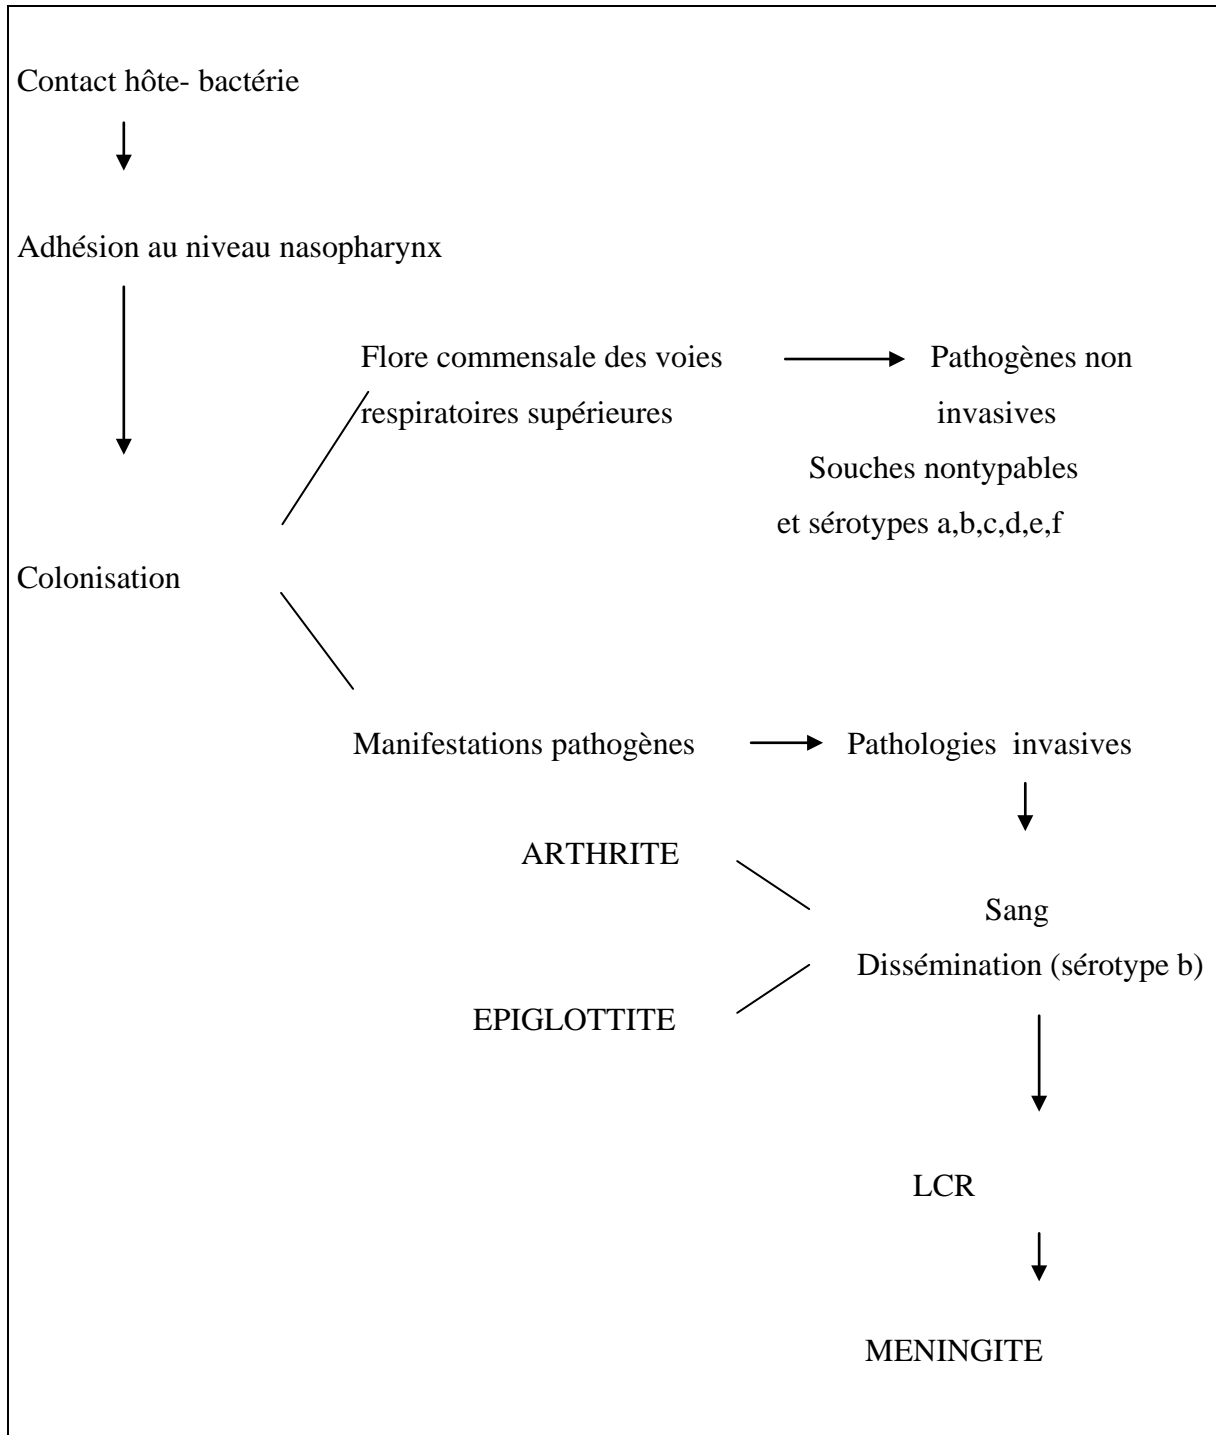 Contact hôte- bactérie
Adhésion au niveau nasopharynx
Flore commensale des voies
respiratoires supérieures
Pathogènes non
invasives
Souches nontypables
et sérotypes a,b,c,d,e,f
Colonisation
Manifestations pathogènes
Pathologies  invasives
ARTHRITE
Sang
Dissémination (sérotype b)
EPIGLOTTITE
LCR
MENINGITE